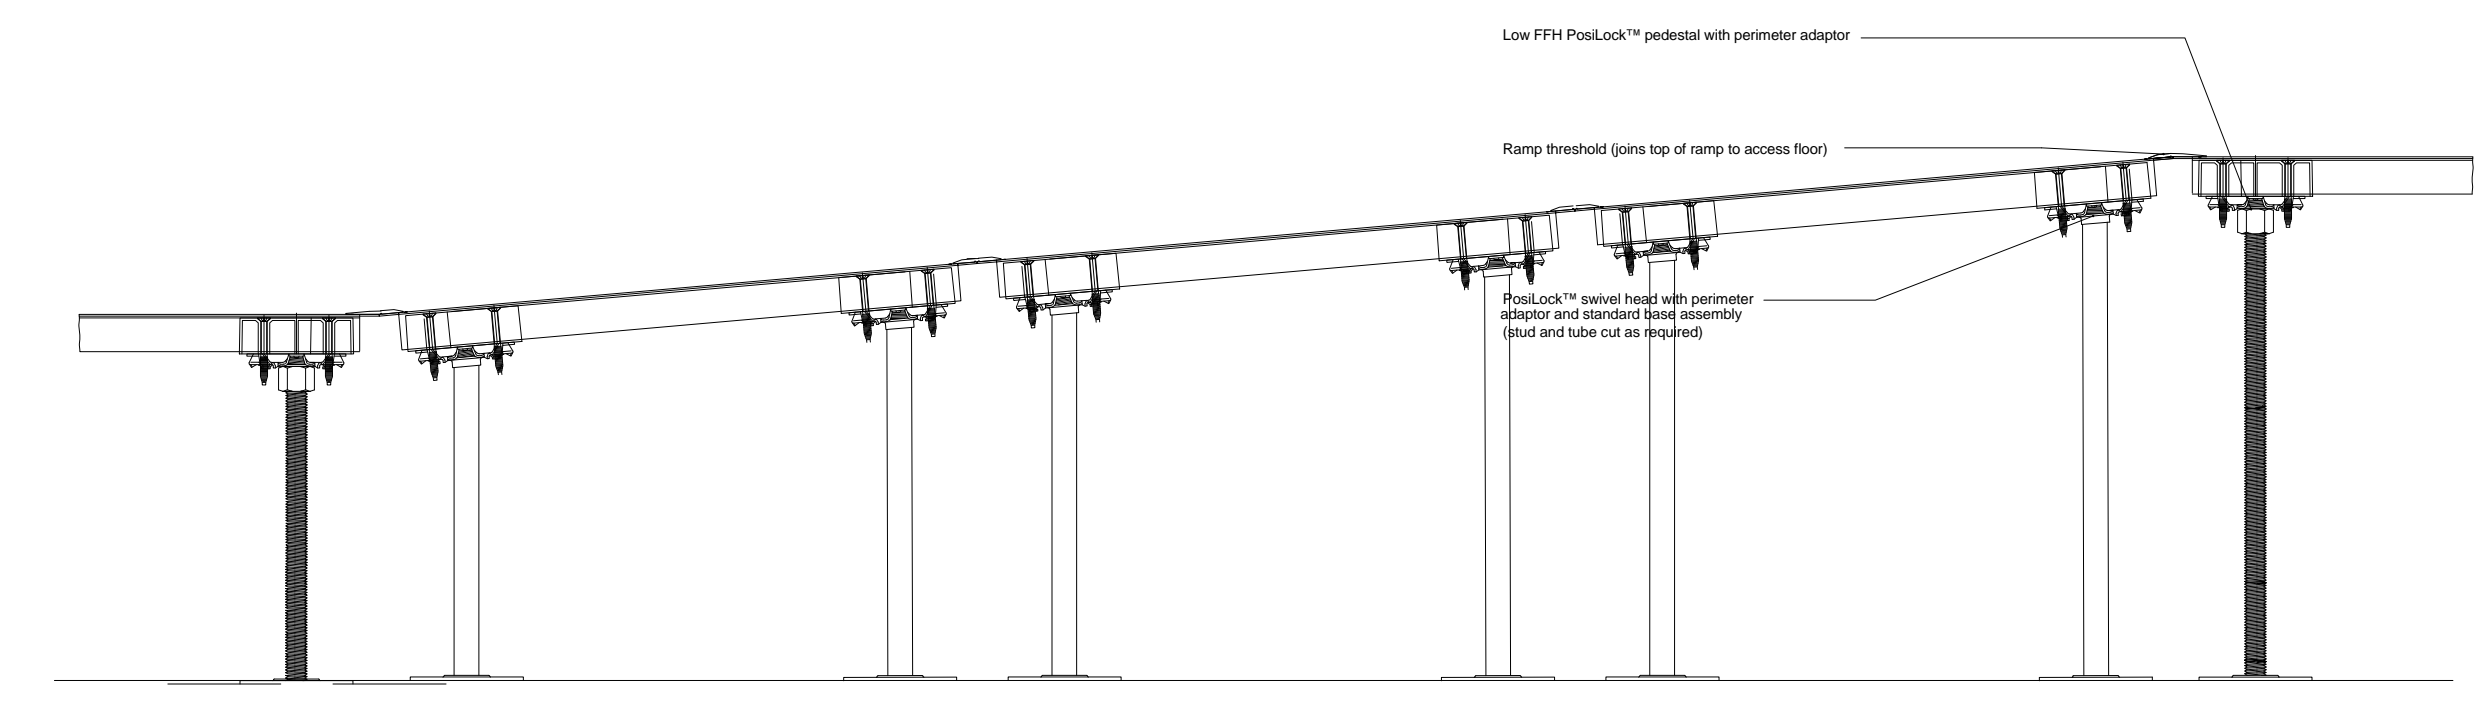 Low FFH PosiLock™ pedestal with perimeter adaptor
Ramp threshold (joins top of ramp to access floor)
PosiLock™ swivel head with perimeter
adaptor and standard base assembly
(stud and tube cut as required)